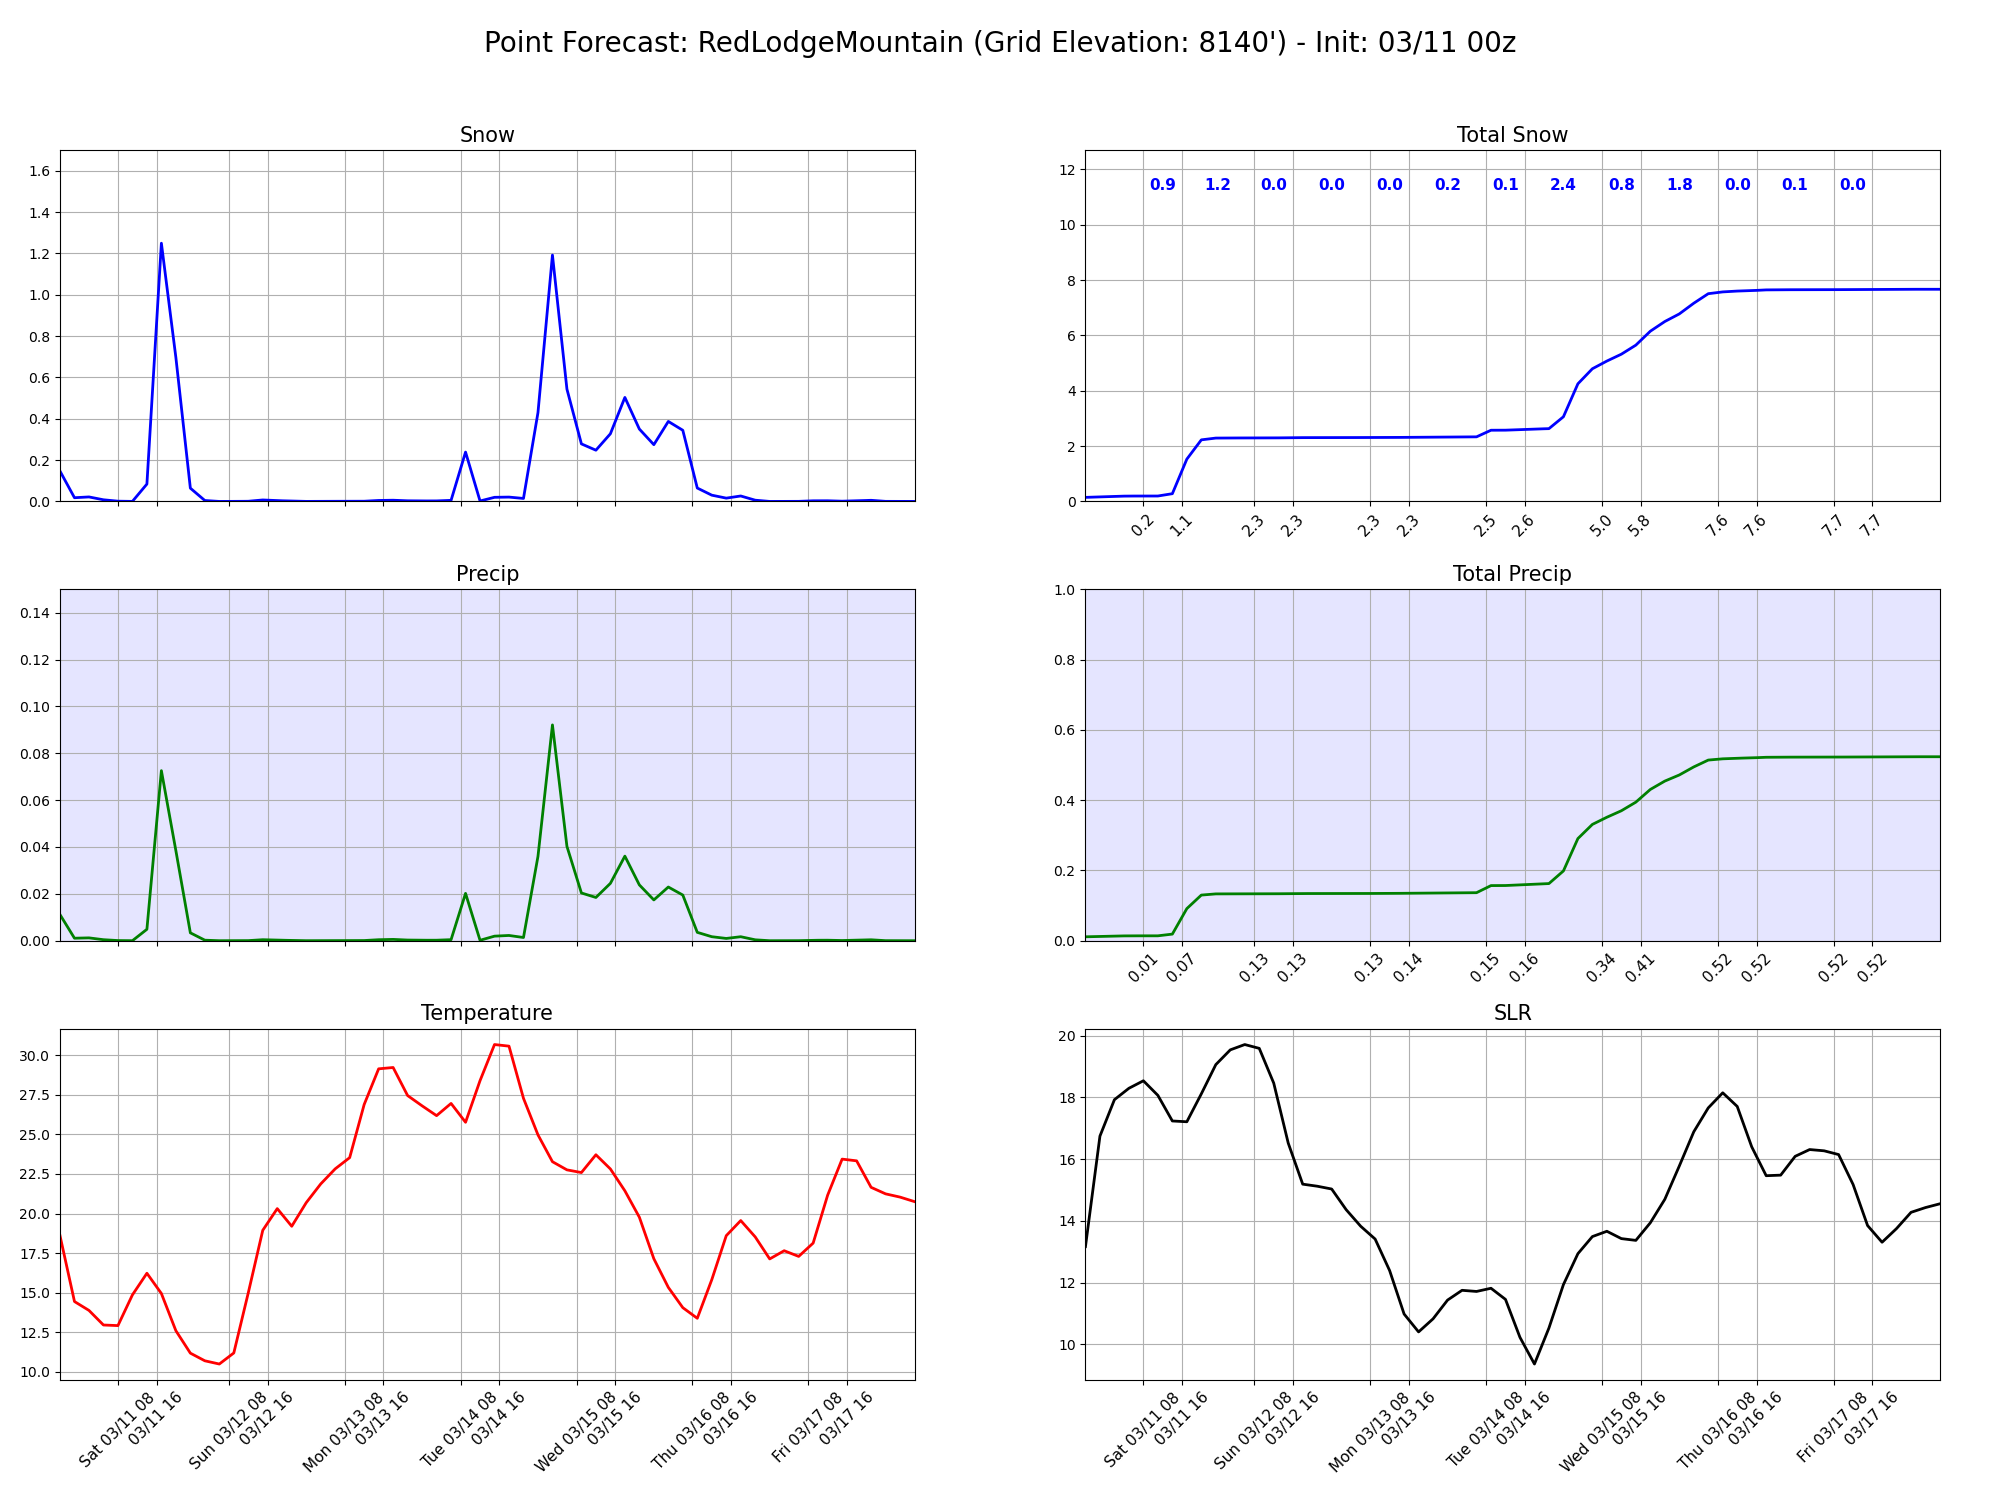 Point Forecast: RedLodgeMountain (Grid Elevation: 8140') - Init: 03/11 00z
Snow
1.6
1.4
1.2
1.0
0.8
0.6
0.4
0.2
0.0
Total Snow
12
10
8
6
4
2
0
0.9 1.2 0.0 0.0 0.0 0.2 0.1 2.4 0.8 1.8 0.0 0.1 0.0
0.2 1.1 2.3 2.3 2.3 2.3 2.5 2.6 5.0 5.8 7.6 7.6 7.7 7.7
Precip
0.14
0.12
0.10
0.08
0.06
0.04
0.02
0.00
Total Precip
1.0
0.8
0.6
0.4
0.2
0.0
0.01 0.07 0.13 0.13 0.13 0.14 0.15 0.16 0.34 0.41 0.52 0.52 0.52 0.52
Temperature
30.0
27.5
25.0
22.5
20.0
17.5
15.0
12.5
10.0
Sat 03/11 08
03/11 16
Sun 03/12 08
03/12 16
Mon 03/13 08
03/13 16
Tue 03/14 08
03/14 16
Wed 03/15 08
03/15 16
Thu 03/16 08
03/16 16
Fri 03/17 08
03/17 16
SLR
20
18
16
14
12
10
Sat 03/11 08
03/11 16
Sun 03/12 08
03/12 16
Mon 03/13 08
03/13 16
Tue 03/14 08
03/14 16
Wed 03/15 08
03/15 16
Thu 03/16 08
03/16 16
Fri 03/17 08
03/17 16